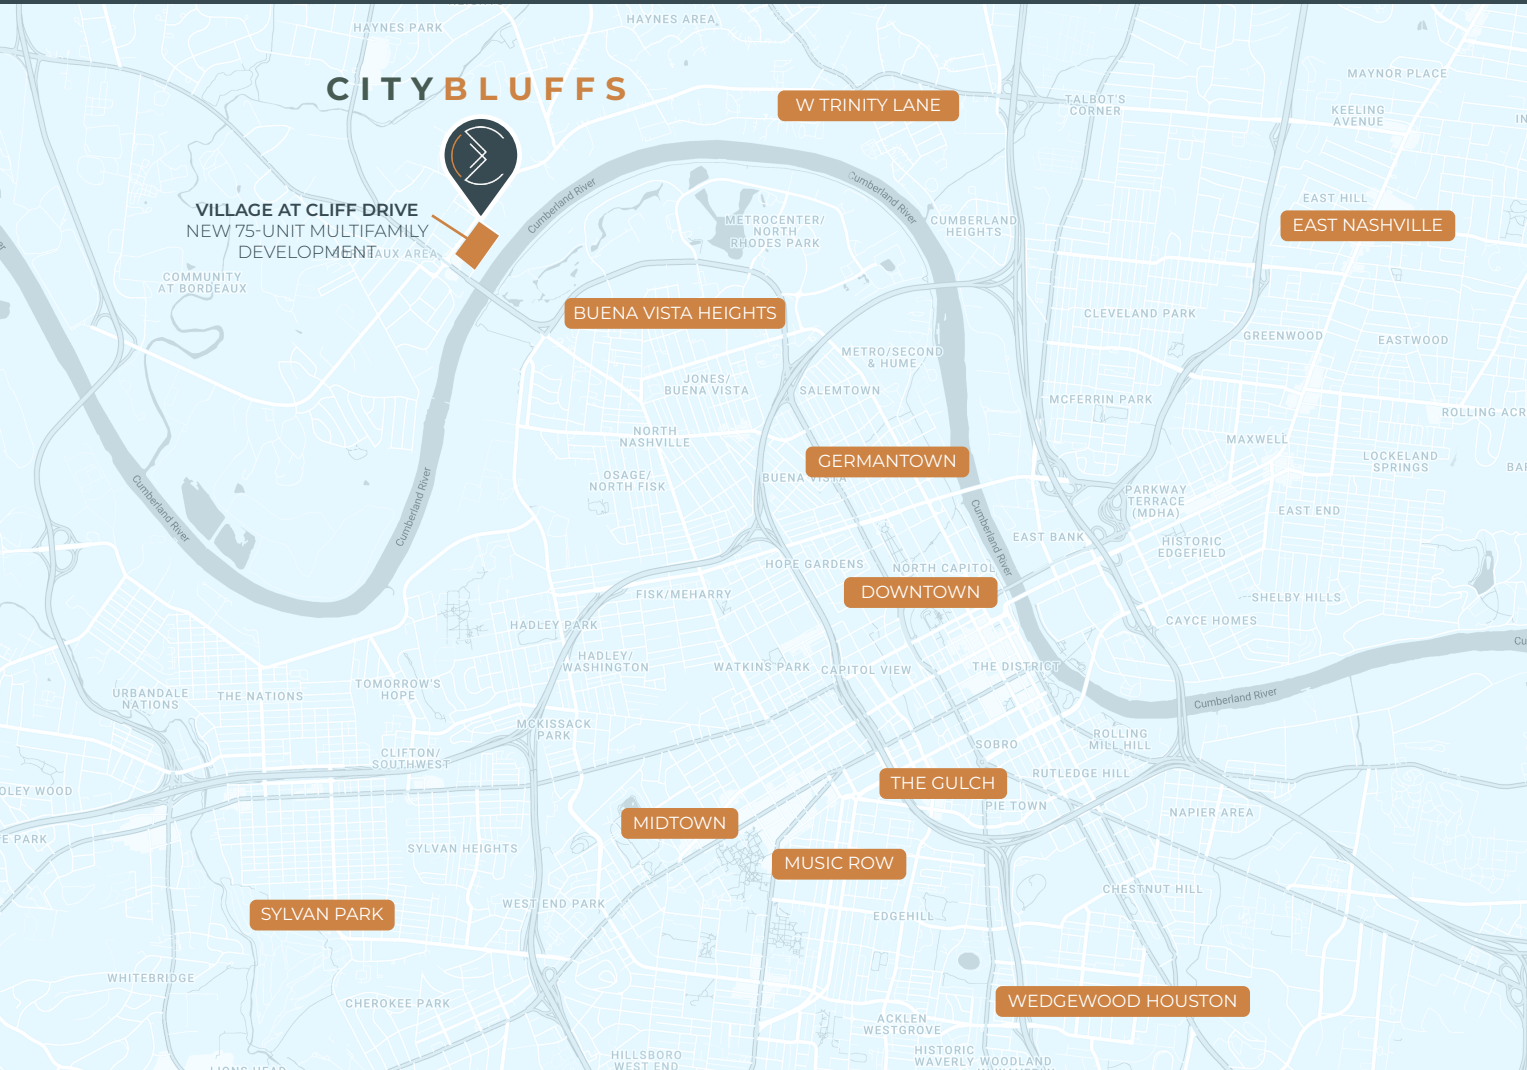 HAYNES PARK
HAYNES AREA
CITYBLUFFS
MAYNOR PLACE
W TRINITY LANE
TALBOT'S
CORNER
KEELING
AVENUE
Cumberland River
Cumberland River
EAST HILL
VILLAGE AT CLIFF DRIVE
NEW 75-UNIT MULTIFAMILY
DEVELOPMENT
METROCENTER/
NORTH
RHODES PARK
CUMBERLAND
HEIGHTS
EAST NASHVILLE
COMMUNITY
AT BORDEAUX
AREA
BUENA VISTA HEIGHTS
CLEVELAND PARK
GREENWOOD
EASTWOOD
METRO/SECOND
& HUME
JONES/
BUENA VISTA
SALEMTOWN
MCFERRIN PARK
ROLLING ACR
NORTH
NASHVILLE
MAXWELL
GERMANTOWN
LOCKELAND
SPRINGS
OSAGE/
NORTH FISK
BUENA VISTA
Cumberland River
Cumberland River
Cumberland River
PARKWAY
TERRACE
(MDHA)
EAST END
EAST BANK
HISTORIC
EDGEFIELD
HOPE GARDENS
NORTH CAPITOL
FISK/MEHARRY
DOWNTOWN
SHELBY HILLS
HADLEY PARK
CAYCE HOMES
HADLEY/
WASHINGTON
WATKINS PARK
CAPITOL VIEW
THE DISTRICT
URBANDALE
NATIONS
THE NATIONS
TOMORROW'S
HOPE
Cumberland River
MCKISSACK
PARK
CLIFTON/
SOUTHWEST
SOBRO
ROLLING
MILL HILL
THE GULCH
RUTLEDGE HILL
OLEY WOOD
PIE TOWN
NAPIER AREA
MIDTOWN
E PARK
SYLVAN HEIGHTS
MUSIC ROW
CHESTNUT HILL
WEST END PARK
SYLVAN PARK
EDGEHILL
WHITEBRIDGE
CHEROKEE PARK
WEDGEWOOD HOUSTON
ACKLEN
WESTGROVE
HILLSBORO
WEST END
HISTORIC
WAVERLY
WOODLAND
LIONS HEAD